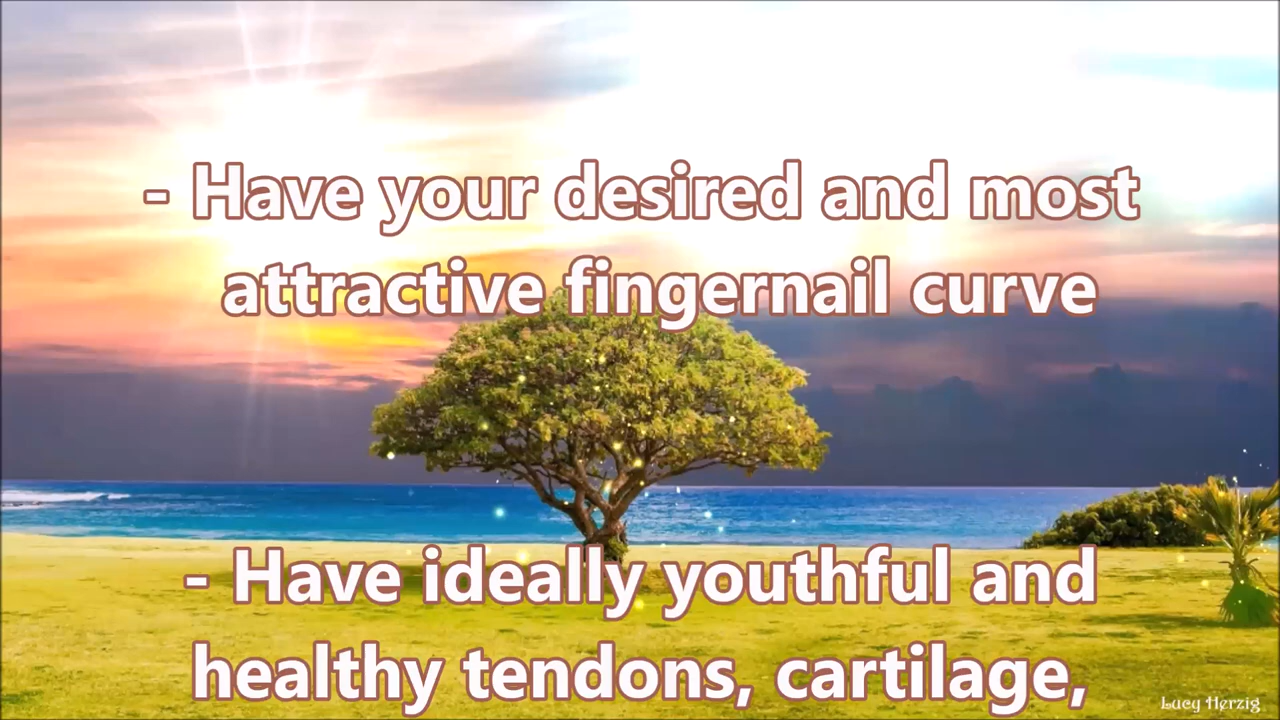 - Have your desired and most
attractive fingernail curve
- Have ideally youthful and
healthy tendons, cartilage,
Lucy Herzig